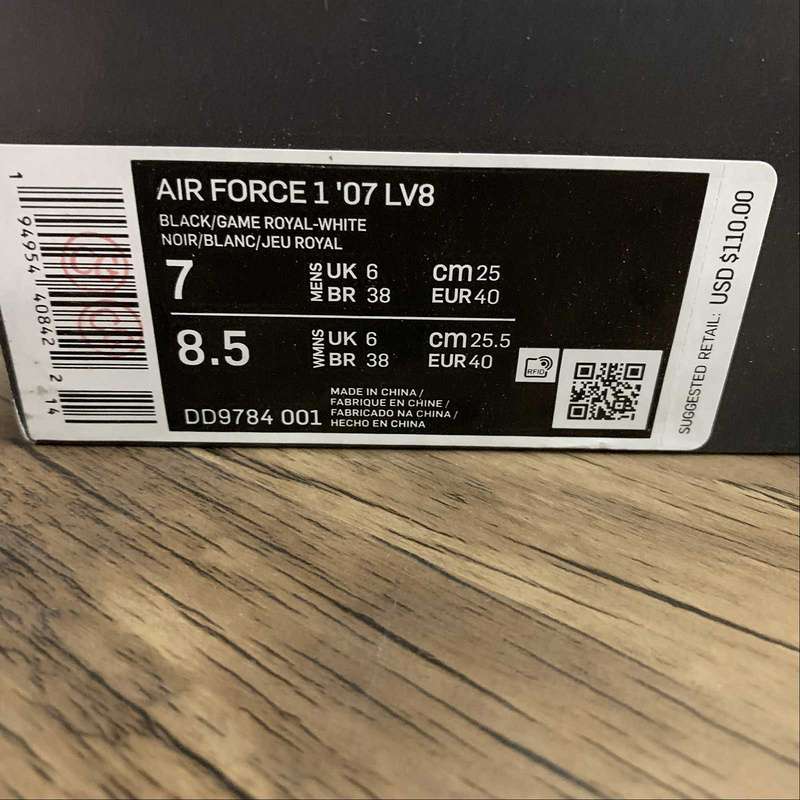 AIR FORCE 1 '07 LV8
BLACK/GAME ROYAL-WHITE
NOIR/BLANC/JEU ROYAL
7 MENS UK 6 cm 25
BR 38 EUR 40
8.5 WMNS UK 6 cm 25.5
BR 38 EUR 40
RFID
MADE IN CHINA /
FABRIQUE EN CHINE /
FABRICADO NA CHINA /
HECHO EN CHINA
DD9784 001
1 94954 40842 2 14
SUGGESTED RETAIL: USD $110.00